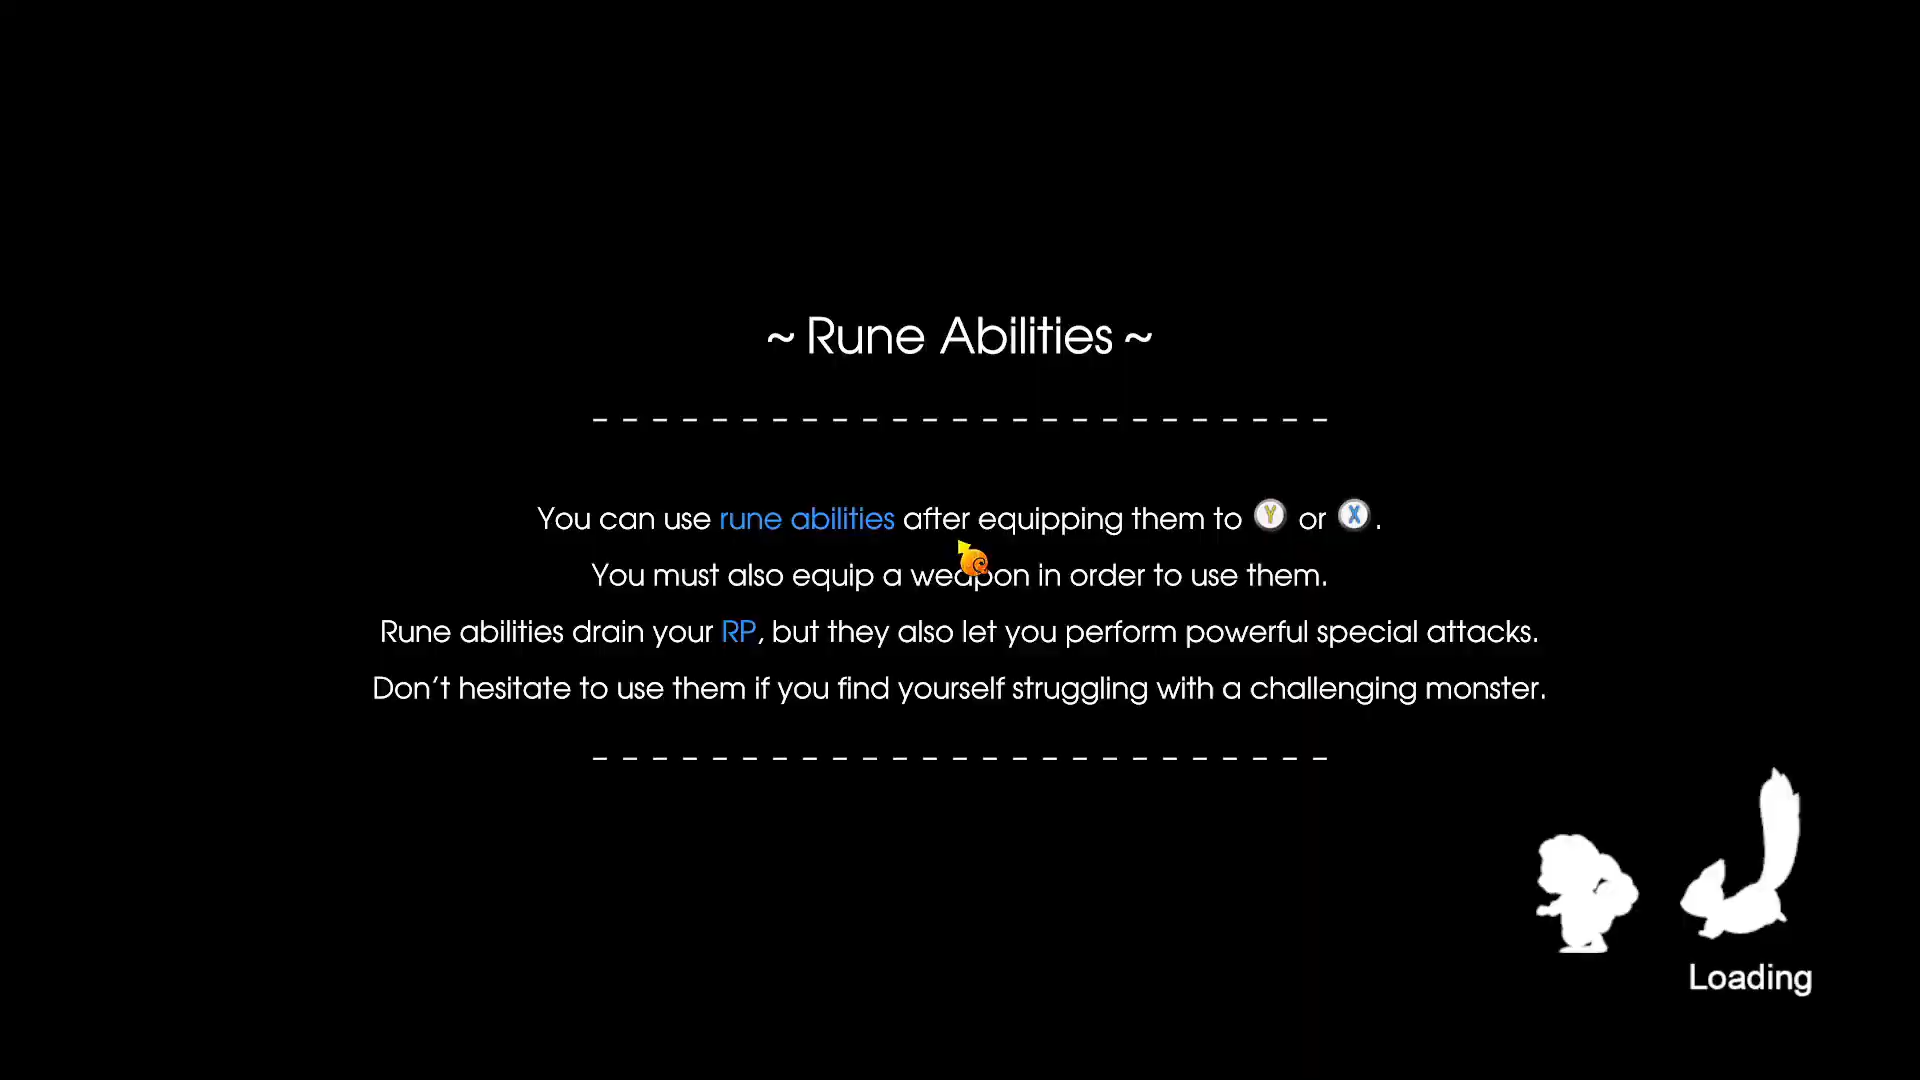 ~ Rune Abilities ~
– – – – – – – – – – – – – – – – – – – – – – – – –
You can use rune abilities after equipping them to Y or X.
You must also equip a weapon in order to use them.
Rune abilities drain your RP, but they also let you perform powerful special attacks.
Don't hesitate to use them if you find yourself struggling with a challenging monster.
– – – – – – – – – – – – – – – – – – – – – – – – –
Loading